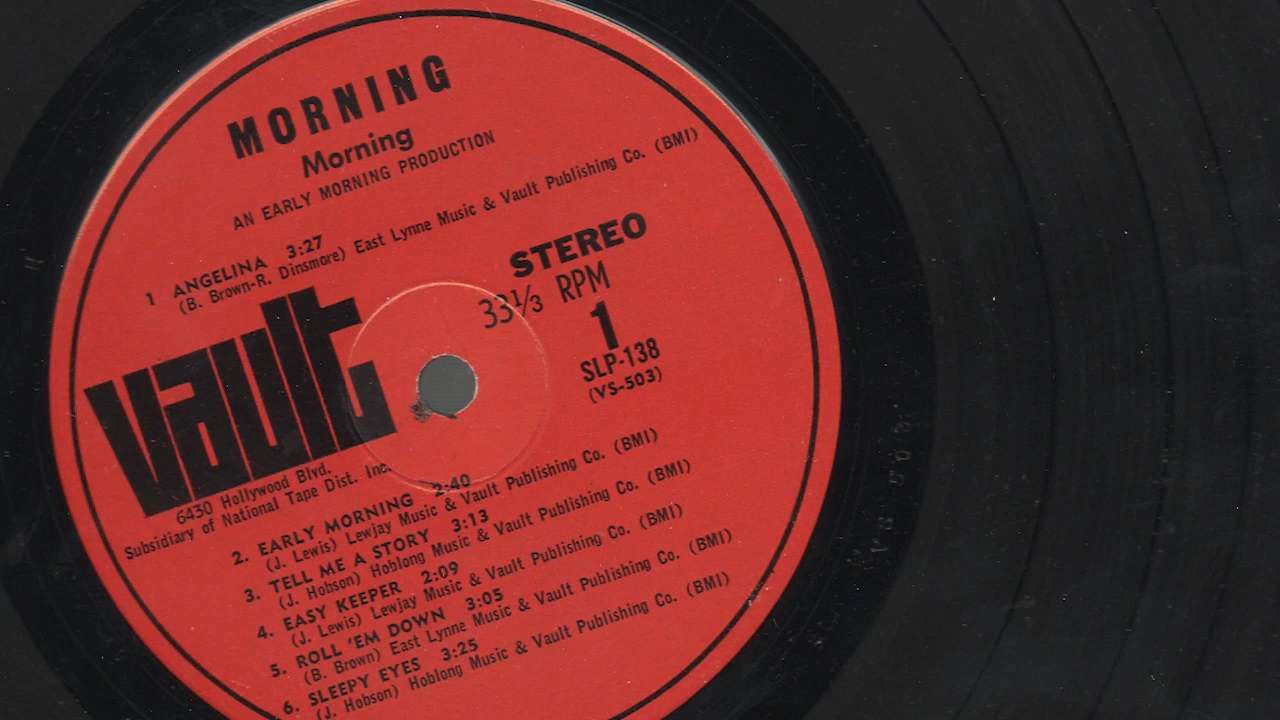 MORNING
Morning
AN EARLY MORNING PRODUCTION
1 ANGELINA 3:27
(B. Brown-R. Dinsmore) East Lynne Music & Vault Publishing Co. (BMI)
STEREO
33⅓ RPM
1
SLP-138
(VS-503)
vault
6430 Hollywood Blvd.
Subsidiary of National Tape Dist. Inc.
2. EARLY MORNING 2:40
(J. Lewis) Lewjay Music & Vault Publishing Co. (BMI)
3. TELL ME A STORY 3:13
(J. Hobson) Hoblong Music & Vault Publishing Co. (BMI)
4. EASY KEEPER 2:09
(J. Lewis) Lewjay Music & Vault Publishing Co. (BMI)
5. ROLL 'EM DOWN 3:05
(B. Brown) East Lynne Music & Vault Publishing Co. (BMI)
6. SLEEPY EYES 3:25
(J. Hobson) Hoblong Music & Vault Publishing Co. (BMI)